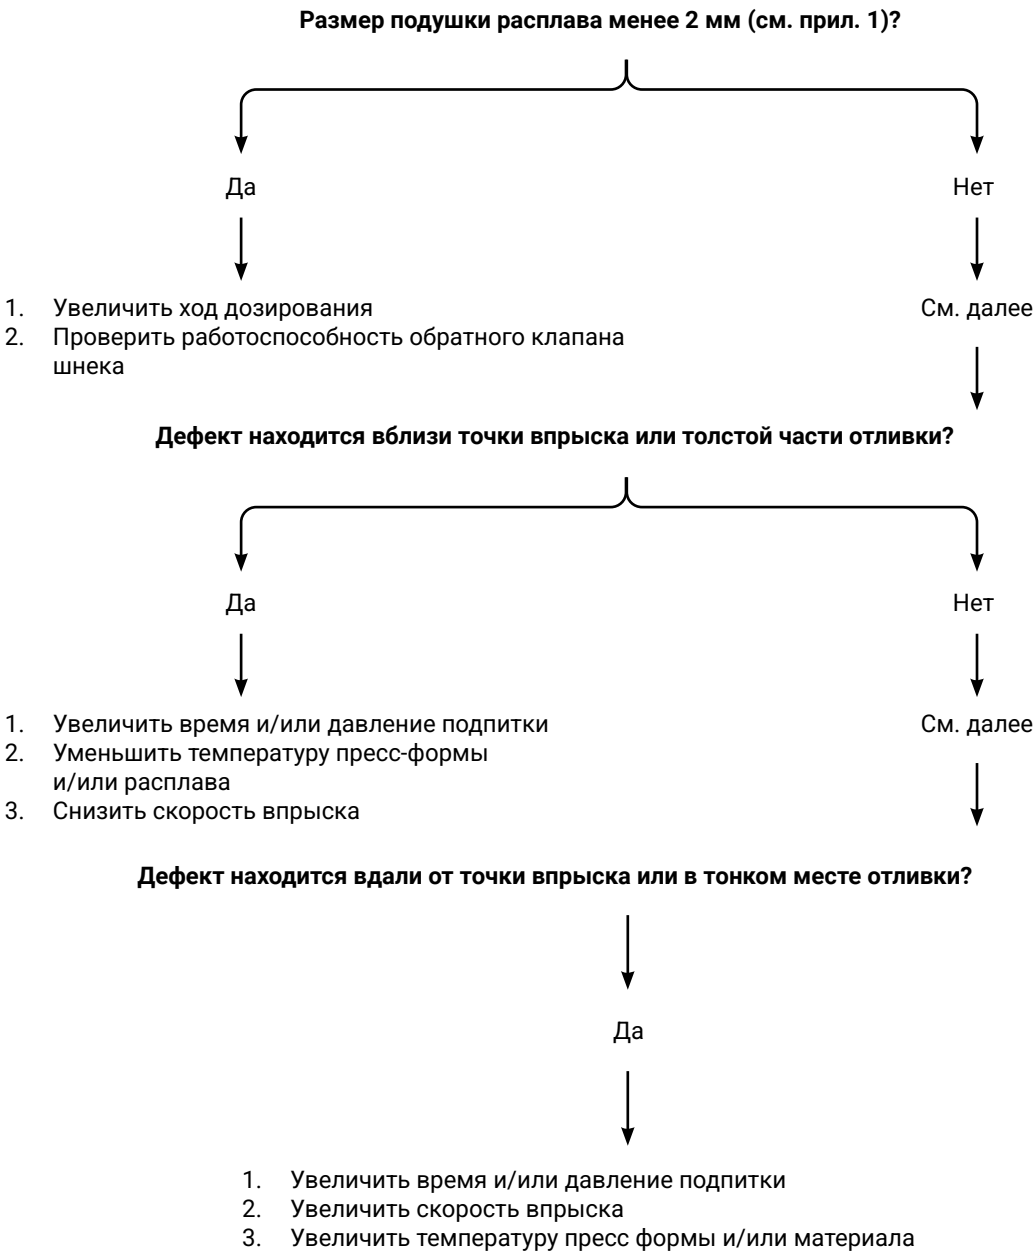 Размер подушки расплава менее 2 мм (см. прил. 1)?
Да
Нет
1. Увеличить ход дозирования
2. Проверить работоспособность обратного клапана
шнека
См. далее
Дефект находится вблизи точки впрыска или толстой части отливки?
Да
Нет
1. Увеличить время и/или давление подпитки
2. Уменьшить температуру пресс-формы
и/или расплава
3. Снизить скорость впрыска
См. далее
Дефект находится вдали от точки впрыска или в тонком месте отливки?
Да
1. Увеличить время и/или давление подпитки
2. Увеличить скорость впрыска
3. Увеличить температуру пресс формы и/или материала